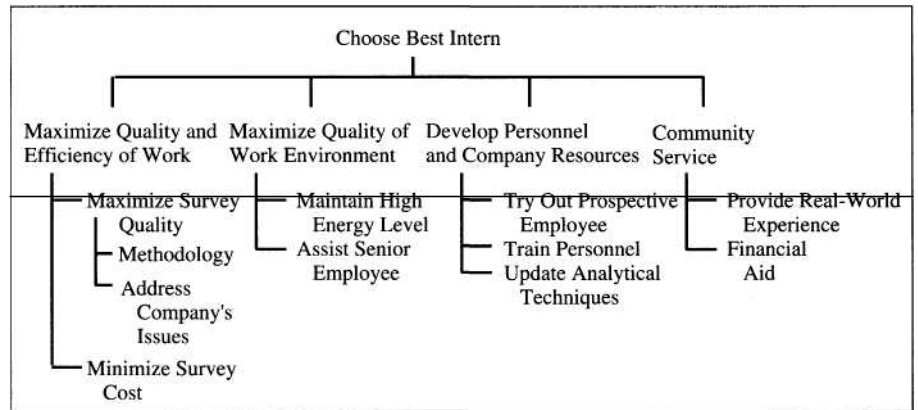 Choose Best Intern
Maximize Quality and
Efficiency of Work
Maximize Survey
Quality
Methodology
Address
Company's
Issues
Minimize Survey
Cost
Maximize Quality of
Work Environment
Maintain High
Energy Level
Assist Senior
Employee
Develop Personnel
and Company Resources
Try Out Prospective
Employee
Train Personnel
Update Analytical
Techniques
Community
Service
Provide Real-World
Experience
Financial
Aid